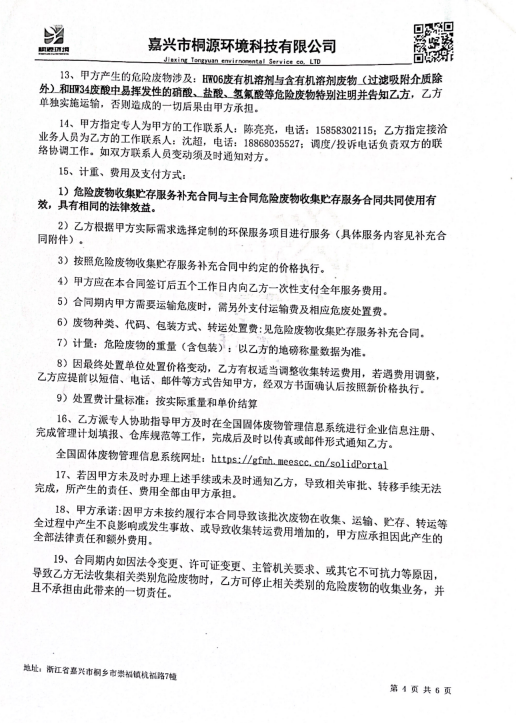 桐源环境
嘉兴市桐源环境科技有限公司
Jiaxing Tongyuan envirnomental Service co, LTD
13、甲方产生的危险废物涉及：HW06废有机溶剂与含有机溶剂废物（过滤吸附介质除
外）和HW34废酸中易挥发性的硝酸、盐酸、氢氟酸等危险废物特别注明并告知乙方，乙方
单独实施运输，否则造成的一切后果由甲方承担。
14、甲方指定专人为甲方的工作联系人：陈亮亮，电话：15858302115；乙方指定接洽
业务人员为乙方的工作联系人：沈超，电话：18868035527；调度/投诉电话负责双方的联
络协调工作。如双方联系人员变动须及时通知对方。
15、计重、费用及支付方式：
1）危险废物收集贮存服务补充合同与主合同危险废物收集贮存服务合同共同使用有
效，具有相同的法律效益。
2）乙方根据甲方实际需求选择定制的环保服务项目进行服务（具体服务内容见补充合
同附件）。
3）按照危险废物收集贮存服务补充合同中约定的价格执行。
4）甲方应在本合同签订后五个工作日内向乙方一次性支付全年服务费用。
5）合同期内甲方需要运输危废时，需另外支付运输费及相应危废处置费。
6）废物种类、代码、包装方式、转运处置费:见危险废物收集贮存服务补充合同。
7）计量：危险废物的重量（含包装）：以乙方的地磅称量数据为准。
8）因最终处置单位处置价格变动，乙方有权适当调整收集转运费用，若遇费用调整，
乙方应提前以短信、电话、邮件等方式告知甲方，经双方书面确认后按照新价格执行。
9）处置费计量标准：按实际重量和单价结算
16、乙方派专人协助指导甲方及时在全国固体废物管理信息系统进行企业信息注册、
完成管理计划填报、仓库规范等工作，完成后及时以传真或邮件形式通知乙方。
全国固体废物管理信息系统网址：https://gfmh.meescc.cn/solidPortal
17、若因甲方未及时办理上述手续或未及时通知乙方，导致相关审批、转移手续无法
完成，所产生的责任、费用全部由甲方承担。
18、甲方承诺:因甲方未按约履行本合同导致该批次废物在收集、运输、贮存、转运等
全过程中产生不良影响或发生事故、或导致收集转运费用增加的，甲方应承担因此产生的
全部法律责任和额外费用。
19、合同期内如因法令变更、许可证变更、主管机关要求、或其它不可抗力等原因，
导致乙方无法收集相关类别危险废物时，乙方可停止相关类别的危险废物的收集业务，并
且不承担由此带来的一切责任。
地址：浙江省嘉兴市桐乡市崇福镇杭福路7幢
第 4 页 共 6 页